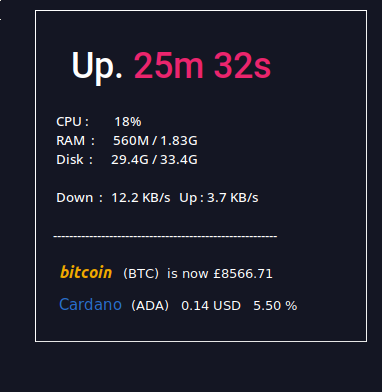 Up. 25m 32s
CPU : 18%
RAM : 560M / 1.83G
Disk : 29.4G / 33.4G
Down : 12.2 KB/s Up : 3.7 KB/s
--------------------------------------------------------
bitcoin (BTC) is now £8566.71
Cardano (ADA) 0.14 USD 5.50 %